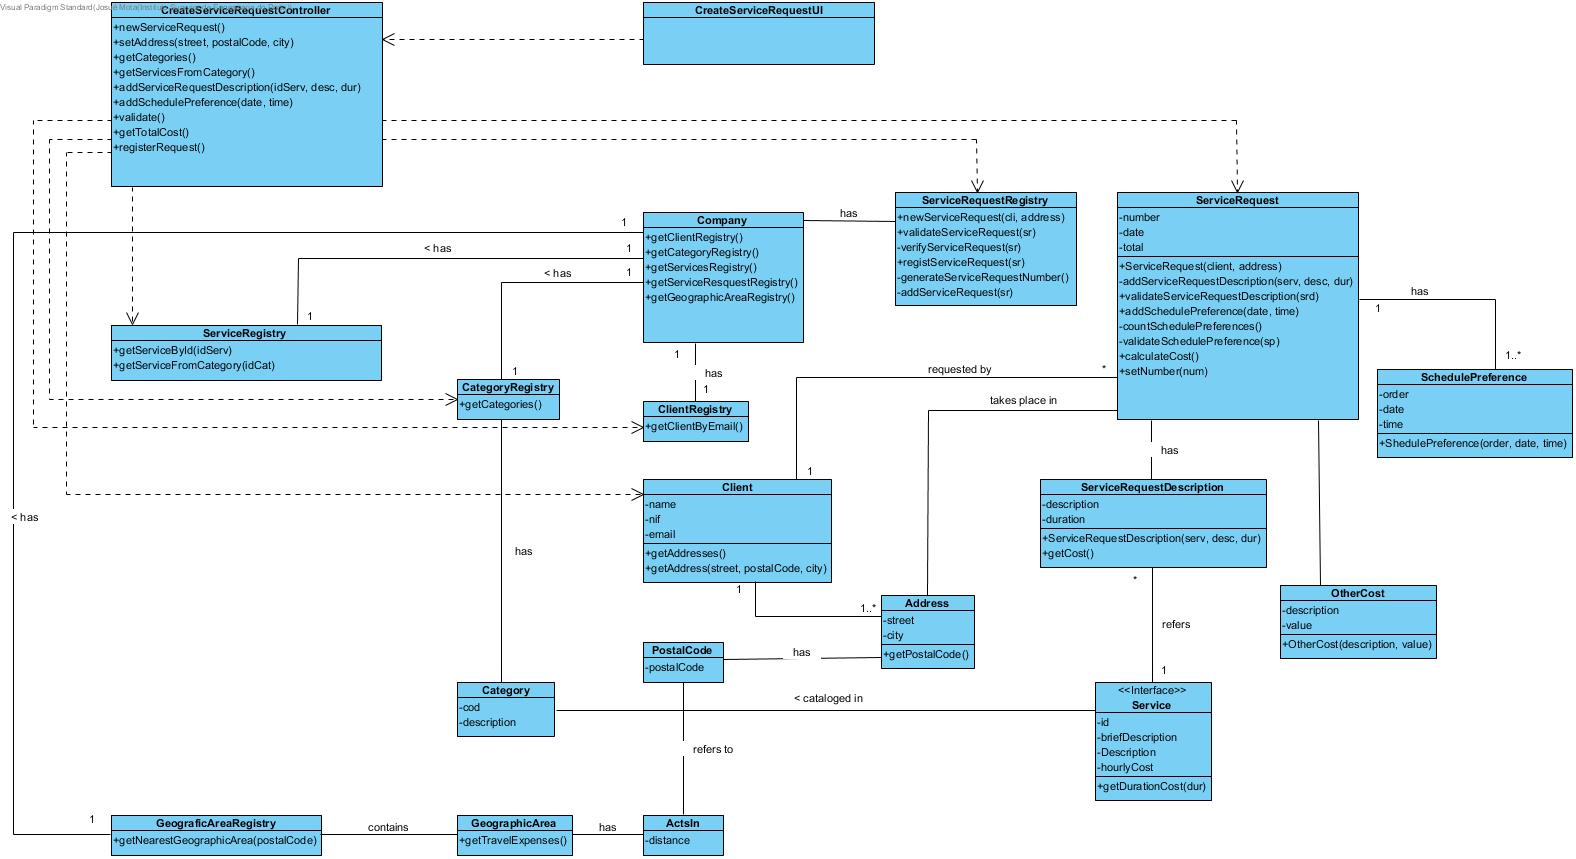 Visual Paradigm Standard(Josué Mota(Instituto
CreateServiceRequestController
+newServiceRequest()
+setAddress(street, postalCode, city)
+getCategories()
+getServicesFromCategory()
+addServiceRequestDescription(idServ, desc, dur)
+addSchedulePreference(date, time)
+validate()
+getTotalCost()
+registerRequest()
CreateServiceRequestUI
ServiceRequestRegistry
+newServiceRequest(cli, address)
+validateServiceRequest(sr)
-verifyServiceRequest(sr)
+registServiceRequest(sr)
-generateServiceRequestNumber()
-addServiceRequest(sr)
ServiceRequest
-number
-date
-total
+ServiceRequest(client, address)
-addServiceRequestDescription(serv, desc, dur)
+validateServiceRequestDescription(srd)
+addSchedulePreference(date, time)
-countSchedulePreferences()
-validateSchedulePreference(sp)
+calculateCost()
+setNumber(num)
Company
+getClientRegistry()
+getCategoryRegistry()
+getServicesRegistry()
+getServiceResquestRegistry()
+getGeographicAreaRegistry()
has
1
< has
1
< has
1
1
1
1
has
1
has
1
1..*
ServiceRegistry
+getServiceById(idServ)
+getServiceFromCategory(idCat)
CategoryRegistry
+getCategories()
ClientRegistry
+getClientByEmail()
SchedulePreference
-order
-date
-time
+ShedulePreference(order, date, time)
requested by
*
takes place in
1
has
Client
-name
-nif
-email
+getAddresses()
+getAddress(street, postalCode, city)
ServiceRequestDescription
-description
-duration
+ServiceRequestDescription(serv, desc, dur)
+getCost()
< has
has
1
1..*
*
Address
-street
-city
+getPostalCode()
OtherCost
-description
-value
+OtherCost(description, value)
refers
1
PostalCode
-postalCode
has
Category
-cod
-description
< cataloged in
<<Interface>>
Service
-id
-briefDescription
-Description
-hourlyCost
+getDurationCost(dur)
refers to
1
GeograficAreaRegistry
+getNearestGeographicArea(postalCode)
contains
GeographicArea
+getTravelExpenses()
has
ActsIn
-distance